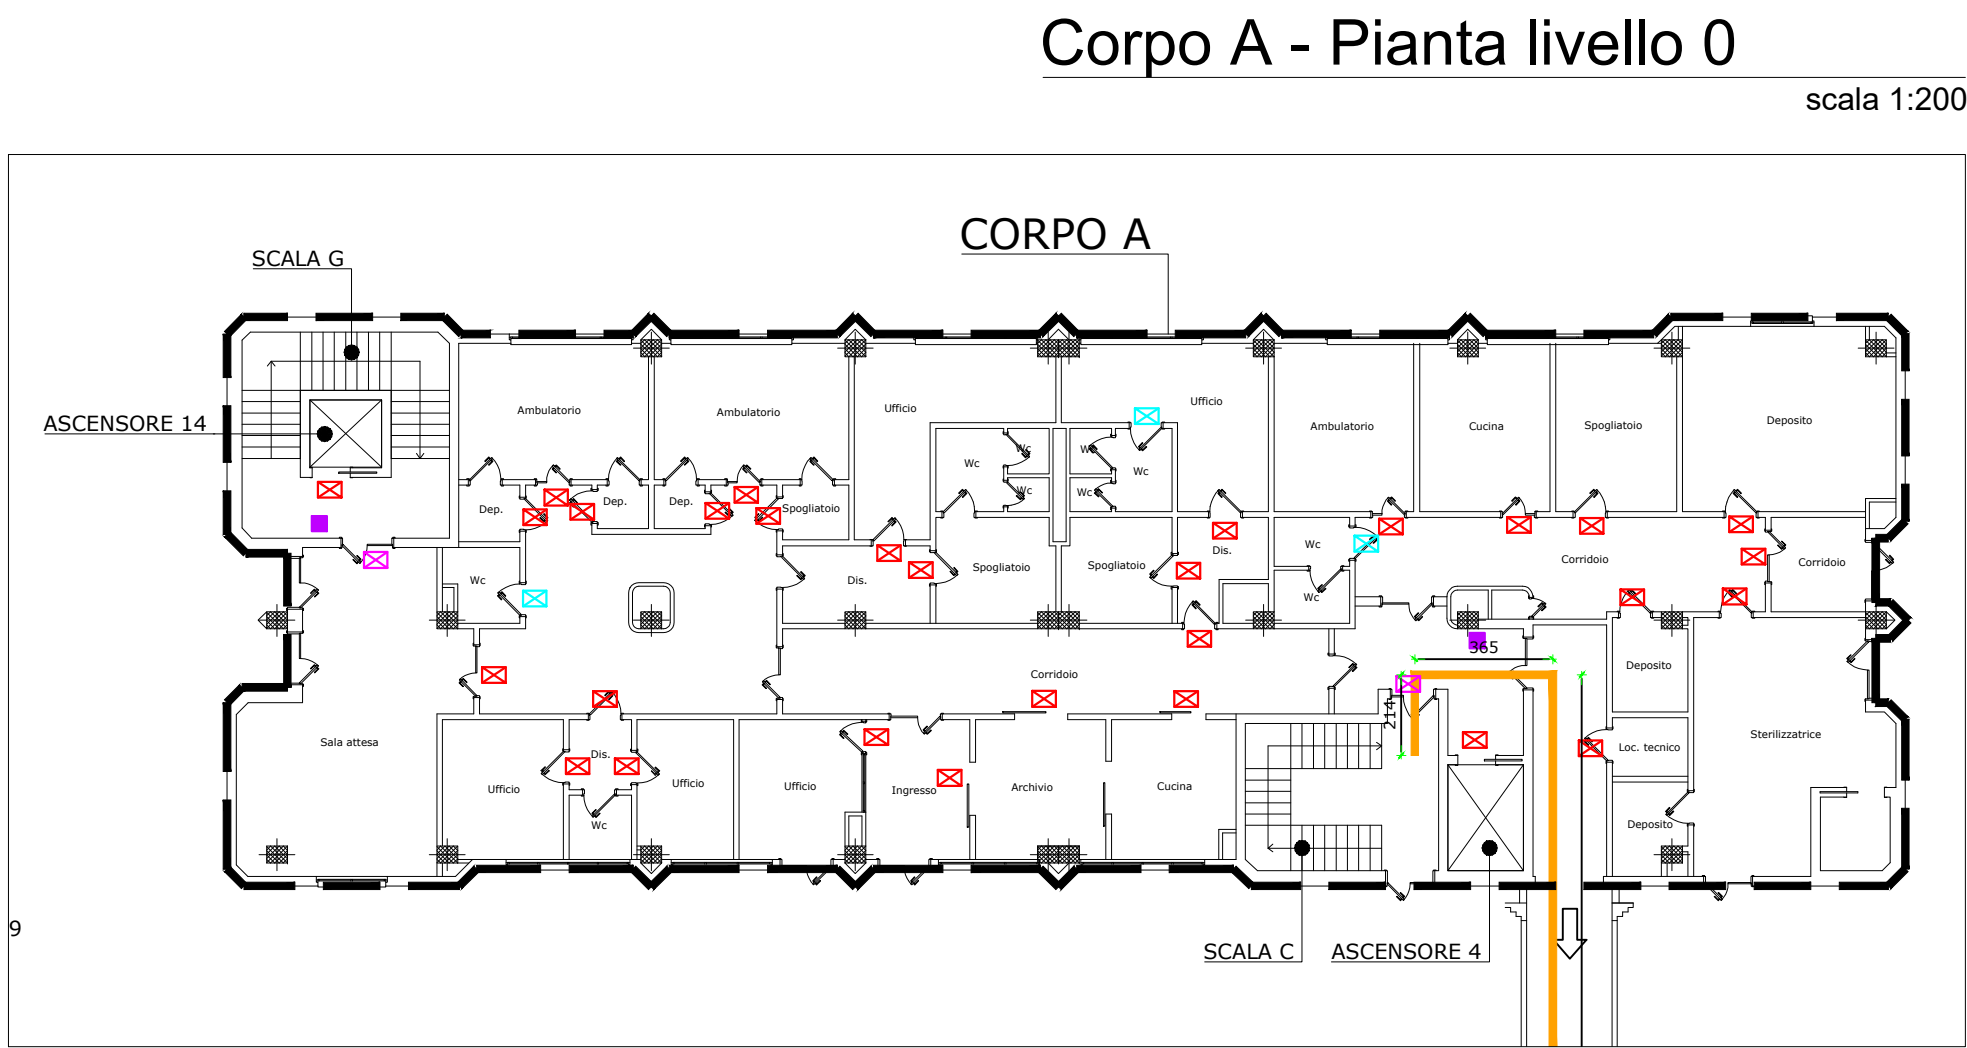 Corpo A - Pianta livello 0
scala 1:200
CORPO A
SCALA G
ASCENSORE 14
Ambulatorio
Ambulatorio
Ufficio
Ufficio
Ambulatorio
Cucina
Spogliatoio
Deposito
Wc
Wc
Wc
Wc
Wc
Wc
Dep.
Dep.
Dep.
Spogliatoio
Dis.
Wc
Corridoio
Corridoio
Wc
Dis.
Spogliatoio
Spogliatoio
Wc
365
Deposito
Corridoio
214
Sala attesa
Dis.
Loc. tecnico
Sterilizzatrice
Ufficio
Ufficio
Ufficio
Ingresso
Archivio
Cucina
Wc
Deposito
9
SCALA C
ASCENSORE 4